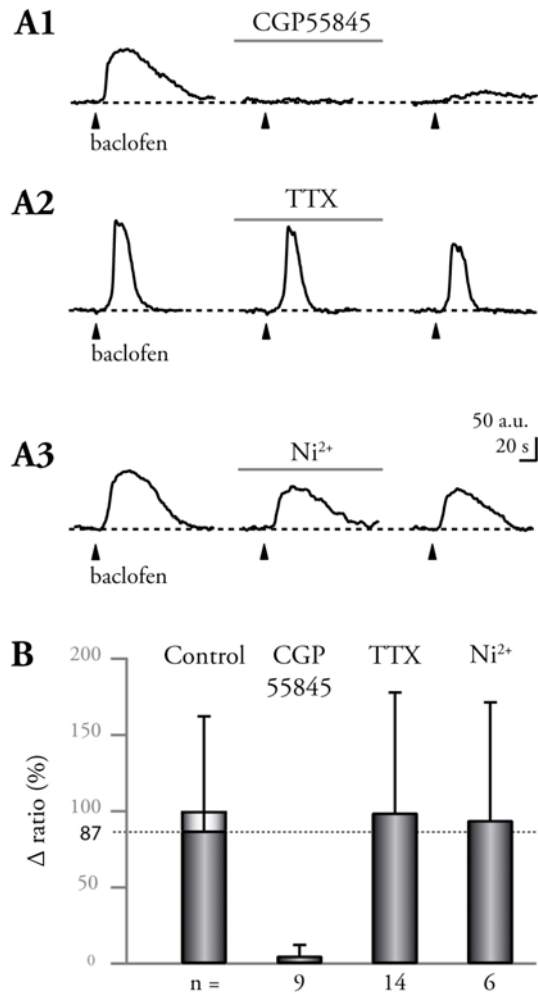 A1
CGP55845
baclofen
A2
TTX
baclofen
50 a.u.
20 s
A3
Ni²⁺
baclofen
B
200
Control
CGP
55845
TTX
Ni²⁺
150
100
87
50
0
Δ ratio (%)
n =
9
14
6